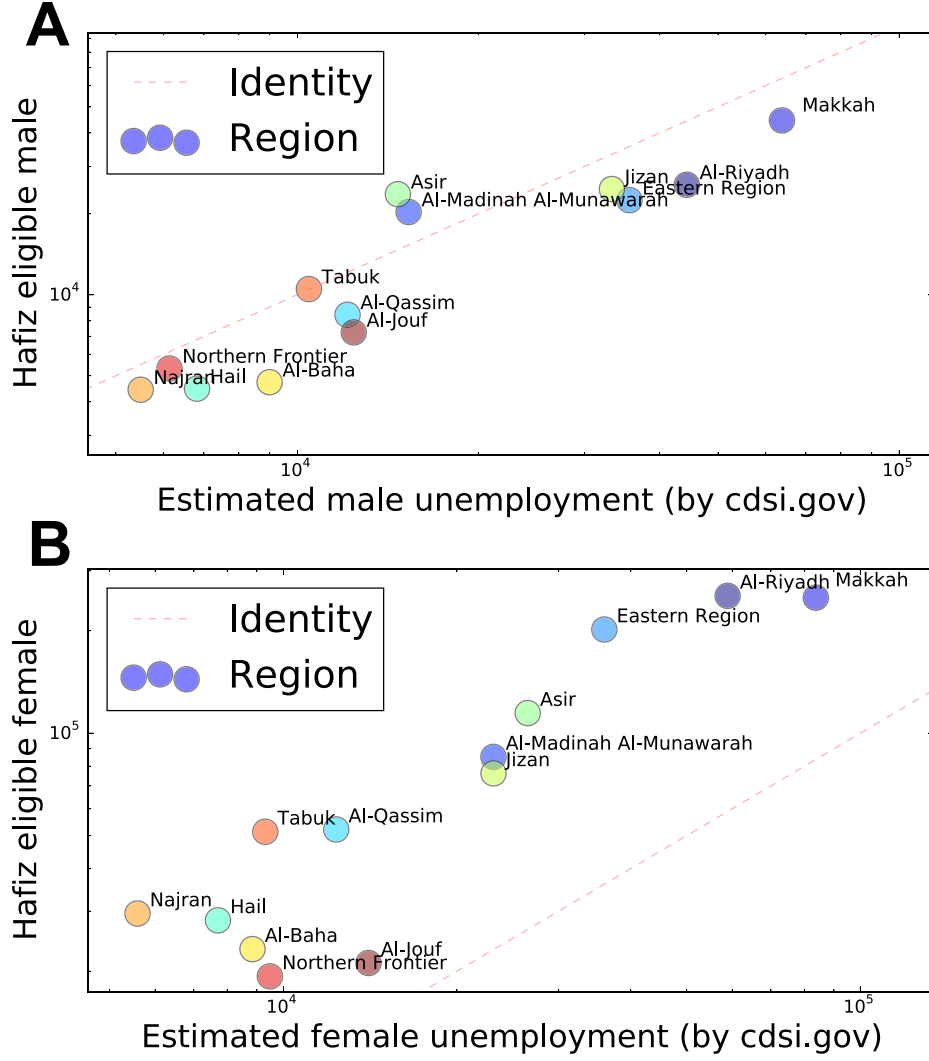 A
Identity
Region
Makkah
Asir
Al-Madinah Al-Munawarah
Jizan
Al-Riyadh
Eastern Region
Tabuk
Al-Qassim
Al-Jouf
Northern Frontier
Najran
Hail
Al-Baha
Hafiz eligible male
10^4
10^4
10^5
Estimated male unemployment (by cdsi.gov)
B
Identity
Region
Al-Riyadh
Makkah
Eastern Region
Asir
Al-Madinah Al-Munawarah
Jizan
Tabuk
Al-Qassim
Najran
Hail
Al-Baha
Al-Jouf
Northern Frontier
Hafiz eligible female
10^5
10^4
10^5
Estimated female unemployment (by cdsi.gov)